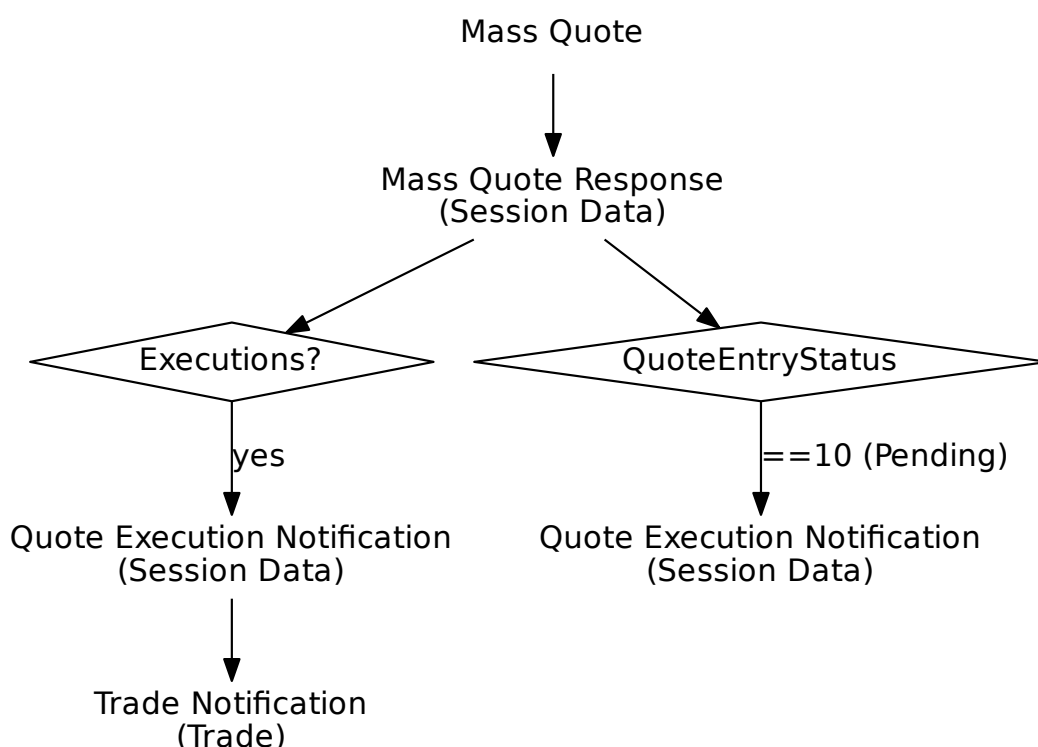 Mass Quote
Mass Quote Response
(Session Data)
Executions?
QuoteEntryStatus
yes
==10 (Pending)
Quote Execution Notification
(Session Data)
Quote Execution Notification
(Session Data)
Trade Notification
(Trade)